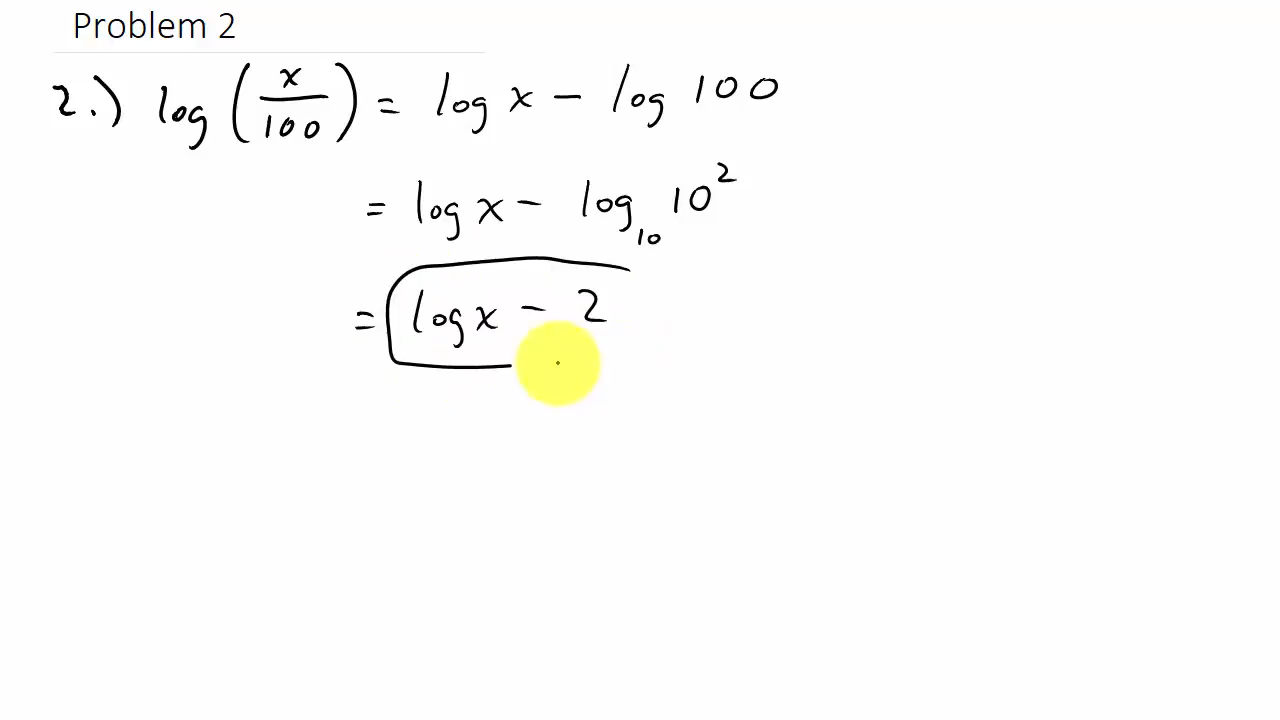 Problem 2
2.) log(x/100) = log x - log 100
= log x - log₁₀ 10²
= log x - 2